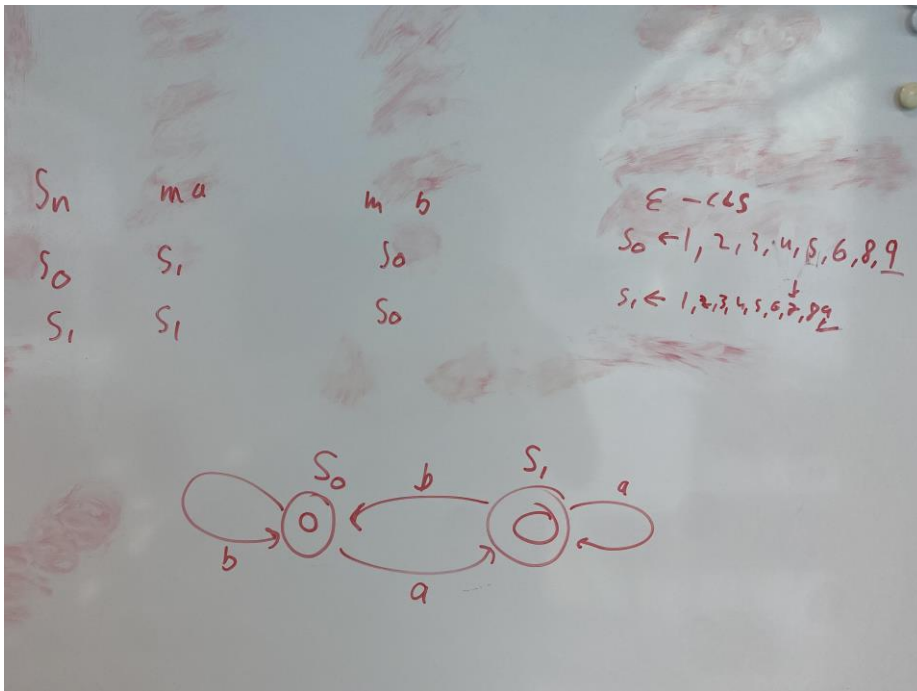 Sn ma m b ε-cls
S0 S1 S0 S0 ← 1, 2, 3, 4, 5, 6, 8, 9
S1 S1 S0 S1 ← 1,2,3,4,5,6,7,8,9
S0 S1
b a
b a